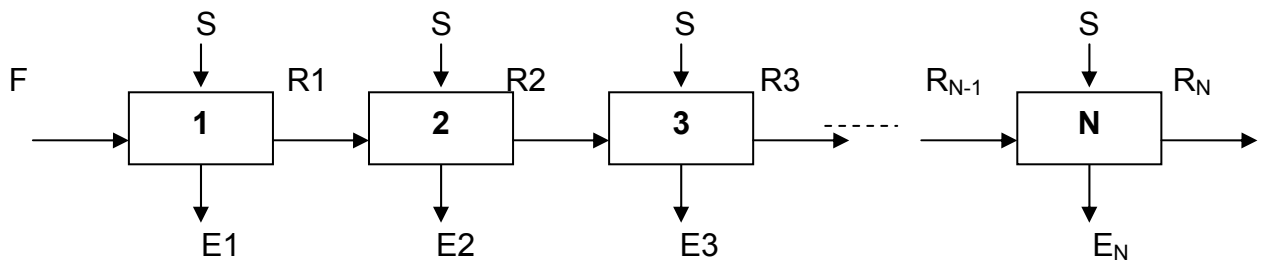 S S S S
F R1 R2 R3 R_{N-1} R_N
1 2 3 N
E1 E2 E3 E_N